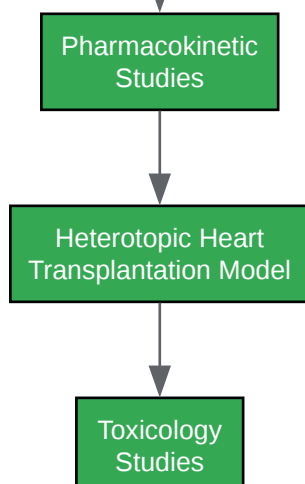 Pharmacokinetic
Studies
Heterotopic Heart
Transplantation Model
Toxicology
Studies